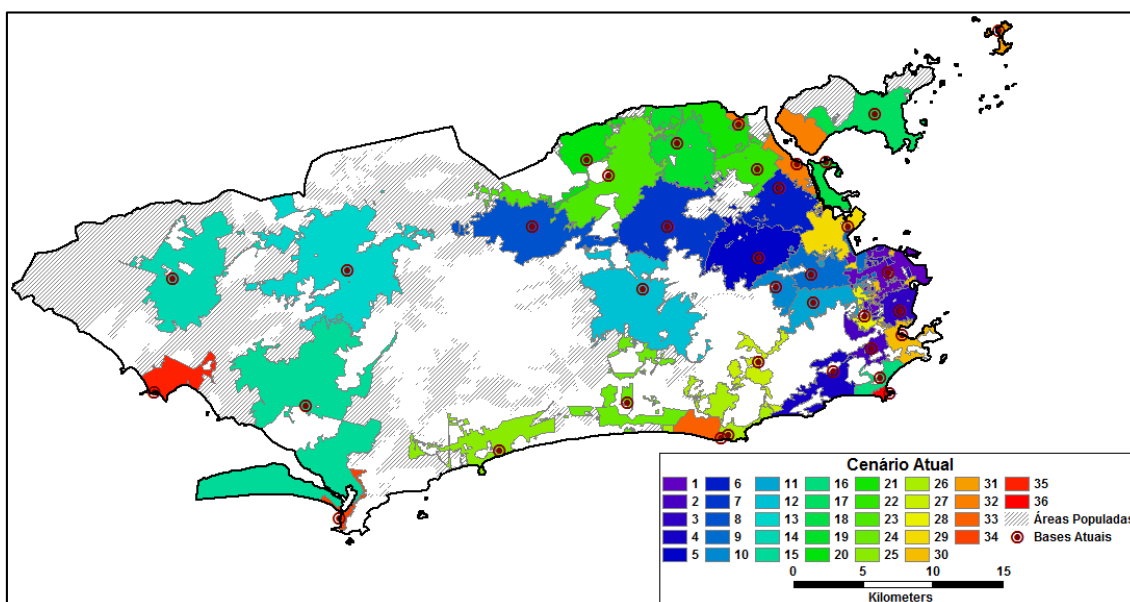 Cenário Atual
1 6 11 16 21 26 31 35
2 7 12 17 22 27 32 36
3 8 13 18 23 28 33 Áreas Populadas
4 9 14 19 24 29 34 Bases Atuais
5 10 15 20 25 30
0 5 10 15
Kilometers